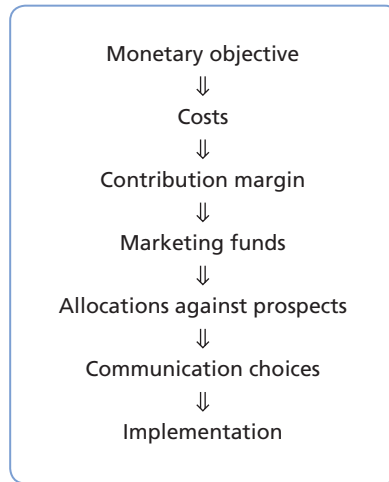 Monetary objective
⇓
Costs
⇓
Contribution margin
⇓
Marketing funds
⇓
Allocations against prospects
⇓
Communication choices
⇓
Implementation